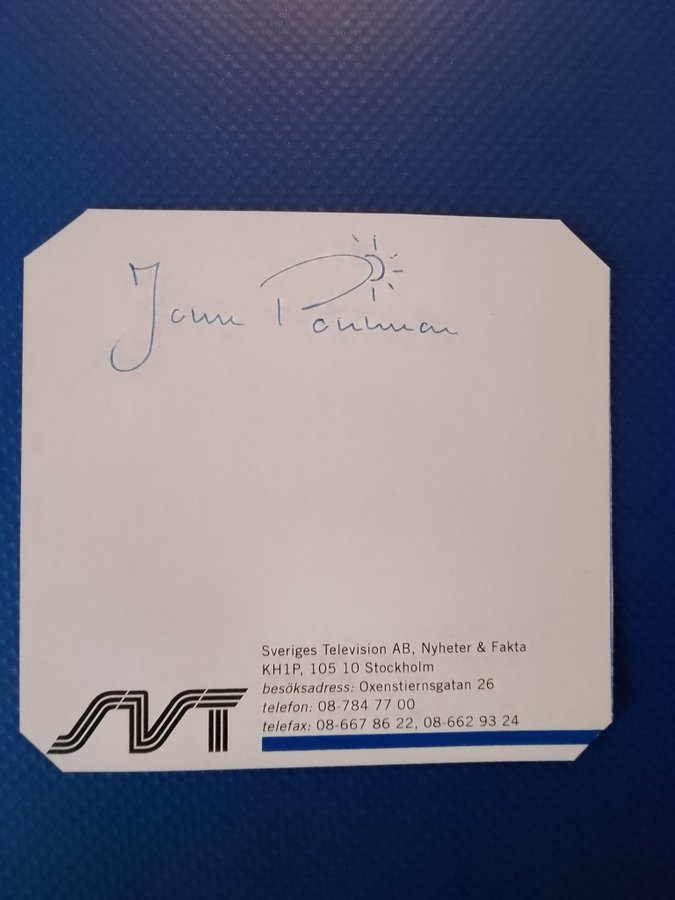 SVT
Sveriges Television AB, Nyheter & Fakta
KH1P, 105 10 Stockholm
besöksadress: Oxenstiernsgatan 26
telefon: 08-784 77 00
telefax: 08-667 86 22, 08-662 93 24